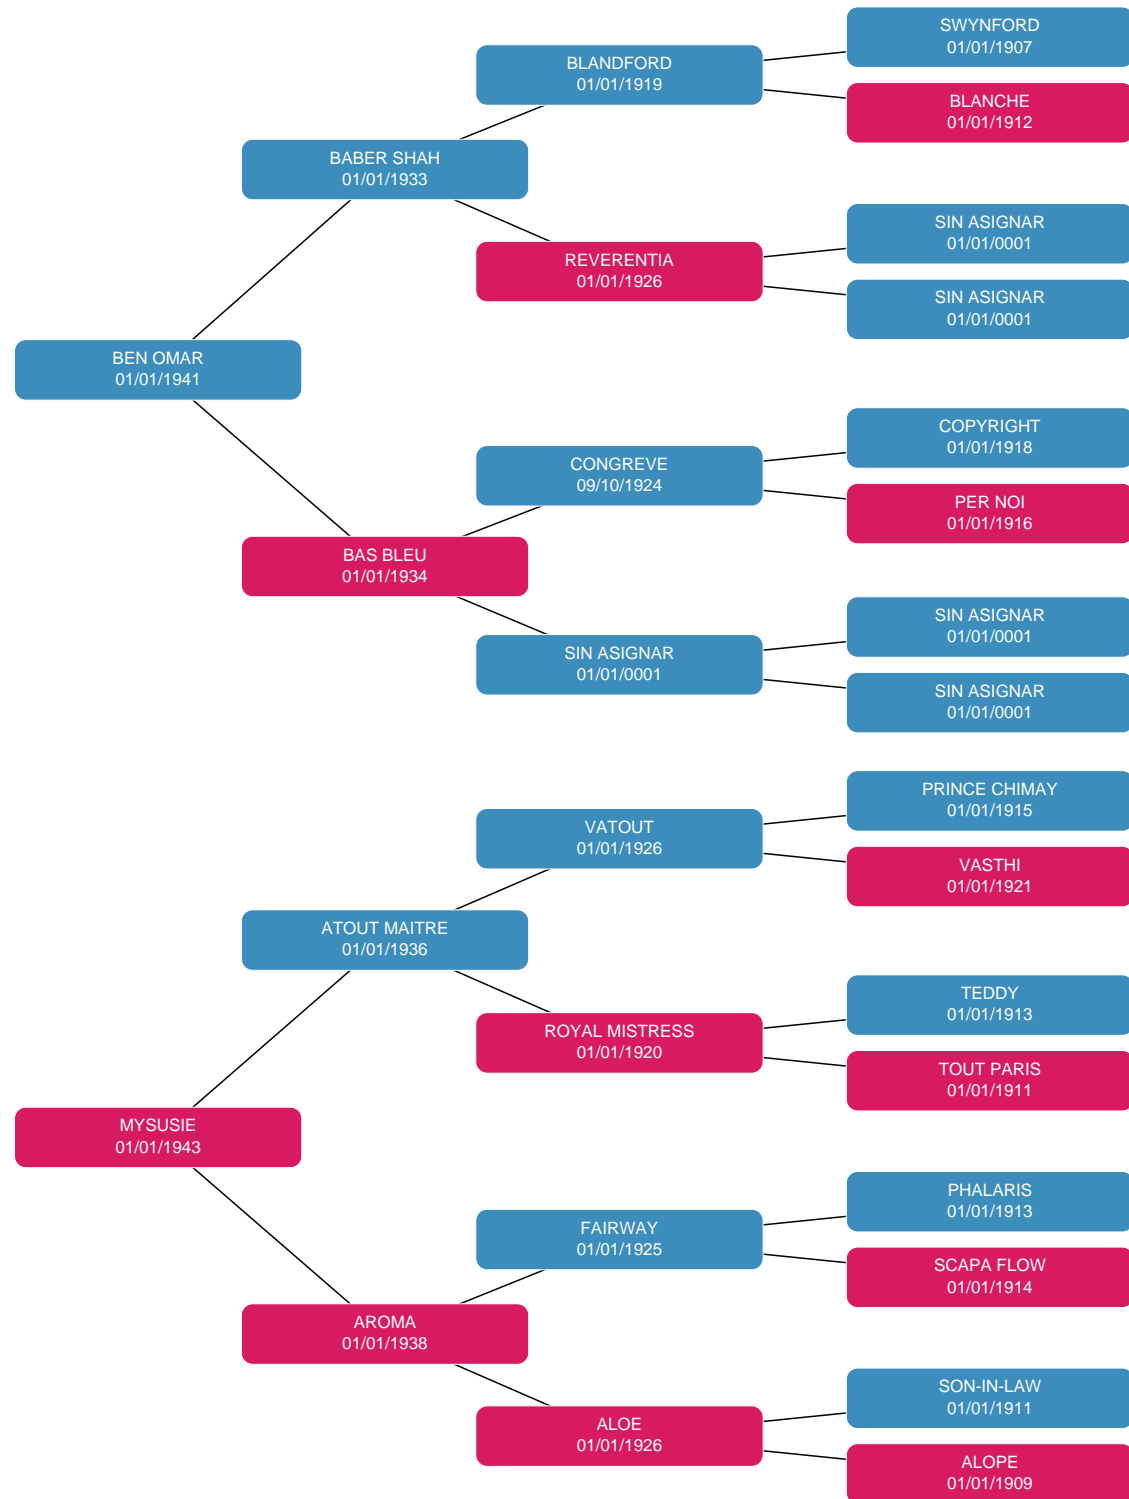 SWYNFORD
01/01/1907
BLANDFORD
01/01/1919
BLANCHE
01/01/1912
BABER SHAH
01/01/1933
SIN ASIGNAR
01/01/0001
REVERENTIA
01/01/1926
SIN ASIGNAR
01/01/0001
BEN OMAR
01/01/1941
COPYRIGHT
01/01/1918
CONGREVE
09/10/1924
PER NOI
01/01/1916
BAS BLEU
01/01/1934
SIN ASIGNAR
01/01/0001
SIN ASIGNAR
01/01/0001
SIN ASIGNAR
01/01/0001
PRINCE CHIMAY
01/01/1915
VATOUT
01/01/1926
VASTHI
01/01/1921
ATOUT MAITRE
01/01/1936
TEDDY
01/01/1913
ROYAL MISTRESS
01/01/1920
TOUT PARIS
01/01/1911
MYSUSIE
01/01/1943
PHALARIS
01/01/1913
FAIRWAY
01/01/1925
SCAPA FLOW
01/01/1914
AROMA
01/01/1938
SON-IN-LAW
01/01/1911
ALOE
01/01/1926
ALOPE
01/01/1909